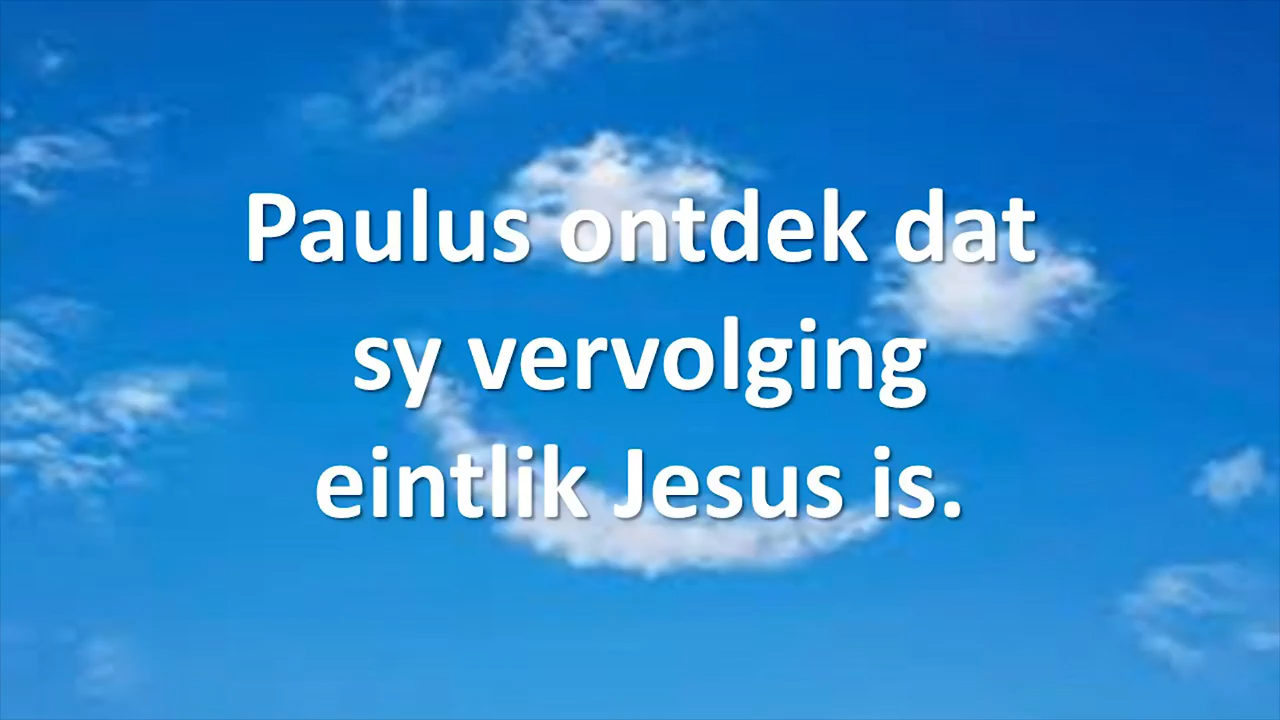 Paulus ontdek dat
sy vervolging
eintlik Jesus is.